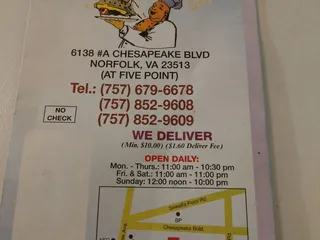 6138 #A CHESAPEAKE BLVD
NORFOLK, VA 23513
(AT FIVE POINT)
Tel.: (757) 679-6678
(757) 852-9608
(757) 852-9609
NO
CHECK
WE DELIVER
(Min. $10.00) ($1.60 Deliver Fee)
OPEN DAILY:
Mon. - Thurs.: 11:00 am - 10:30 pm
Fri. & Sat.: 11:00 am - 11:00 pm
Sunday: 12:00 noon - 10:00 pm
Point Rd.
BP
Chesapeake Blvd.